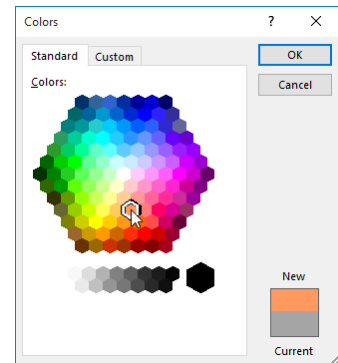 Colors
? ×
Standard
Custom
OK
Cancel
Colors:
New
Current